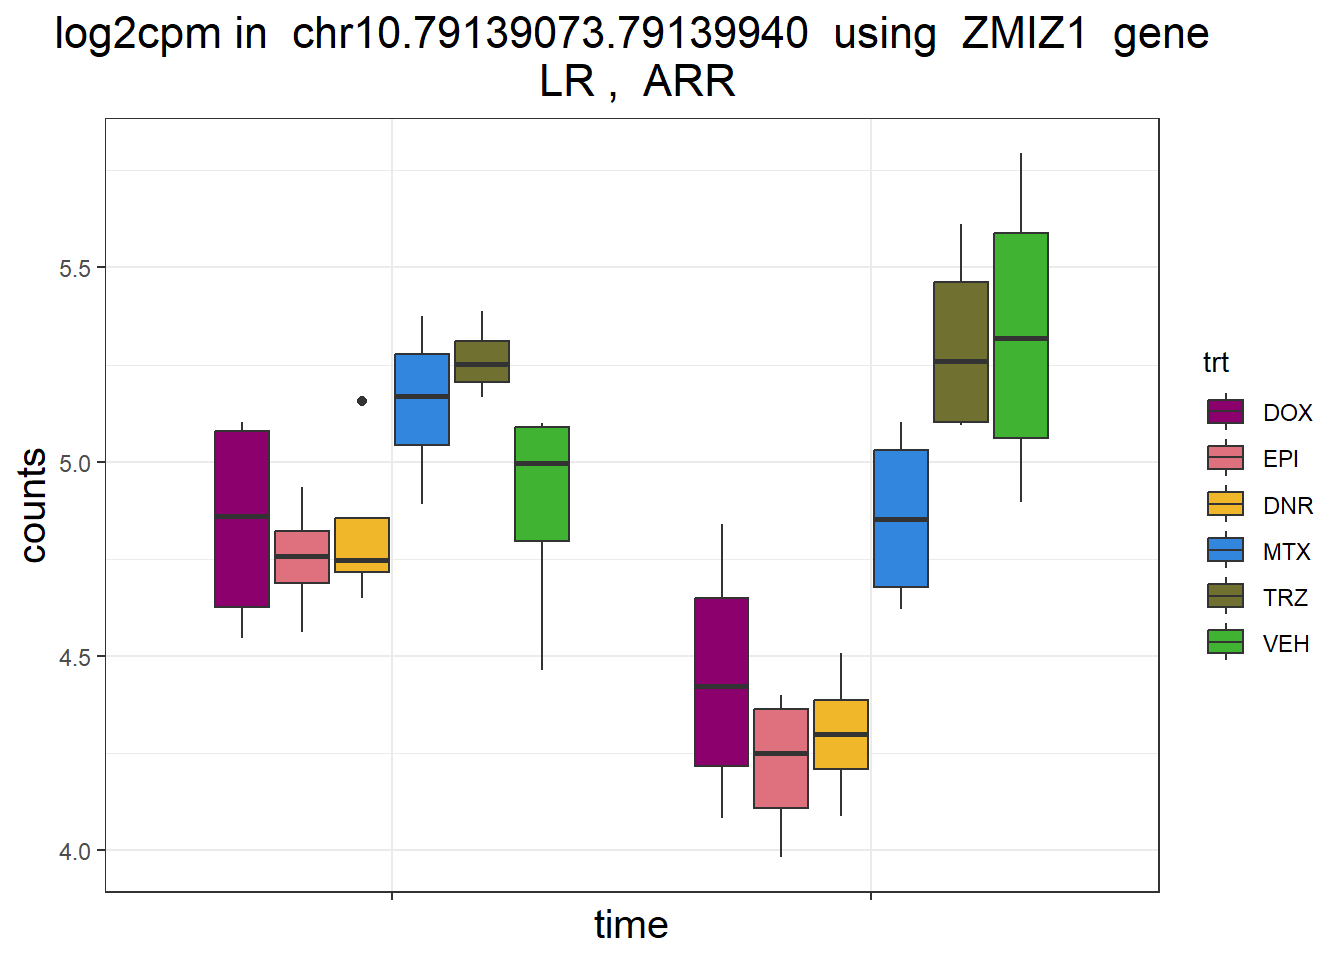 log2cpm in  chr10.79139073.79139940  using  ZMIZ1  gene
LR ,  ARR
5.5
5.0
4.5
4.0
counts
time
trt
DOX
EPI
DNR
MTX
TRZ
VEH